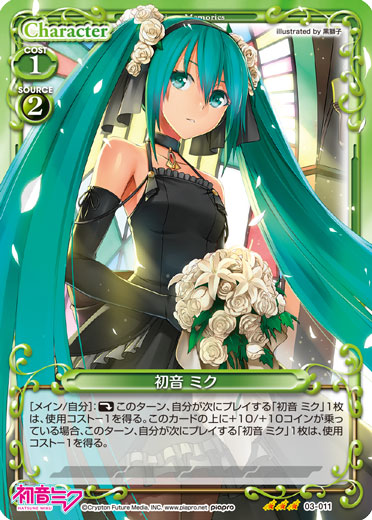 Memories
Character
illustrated by 黒獅子
COST
1
SOURCE
2
初音 ミク
[メイン/自分]:このターン、自分が次にプレイする「初音 ミク」1枚
は、使用コスト－1を得る。このカードの上に+10/+10コインが乗っ
ている場合、このターン、自分が次にプレイする「初音 ミク」1枚は、使用
コスト－1を得る。
初音ミク
HATSUNE MIKU
©Crypton Future Media, INC. www.piapro.net piapro
03-011